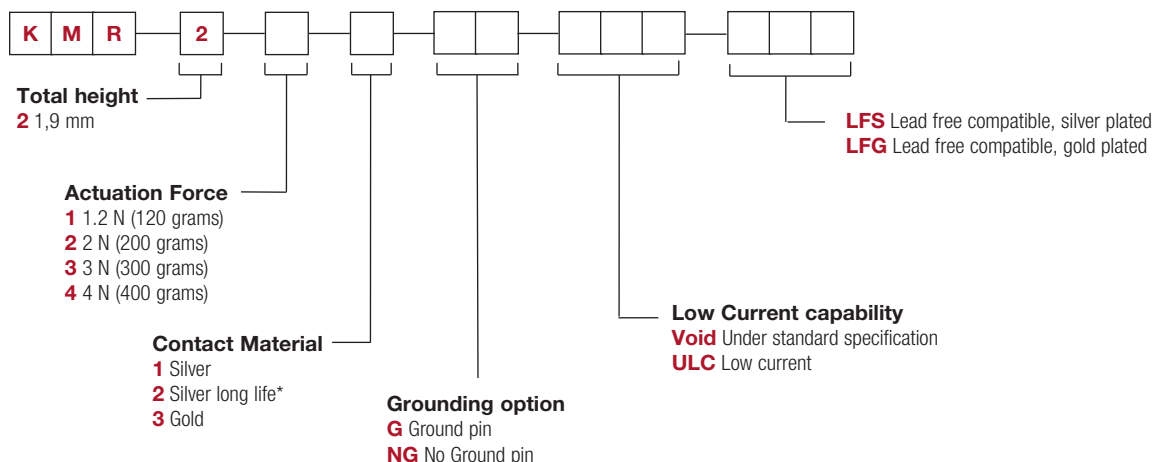 K M R 2
Total height
2 1,9 mm
LFS Lead free compatible, silver plated
LFG Lead free compatible, gold plated
Actuation Force
1 1.2 N (120 grams)
2 2 N (200 grams)
3 3 N (300 grams)
4 4 N (400 grams)
Low Current capability
Void Under standard specification
ULC Low current
Contact Material
1 Silver
2 Silver long life*
3 Gold
Grounding option
G Ground pin
NG No Ground pin